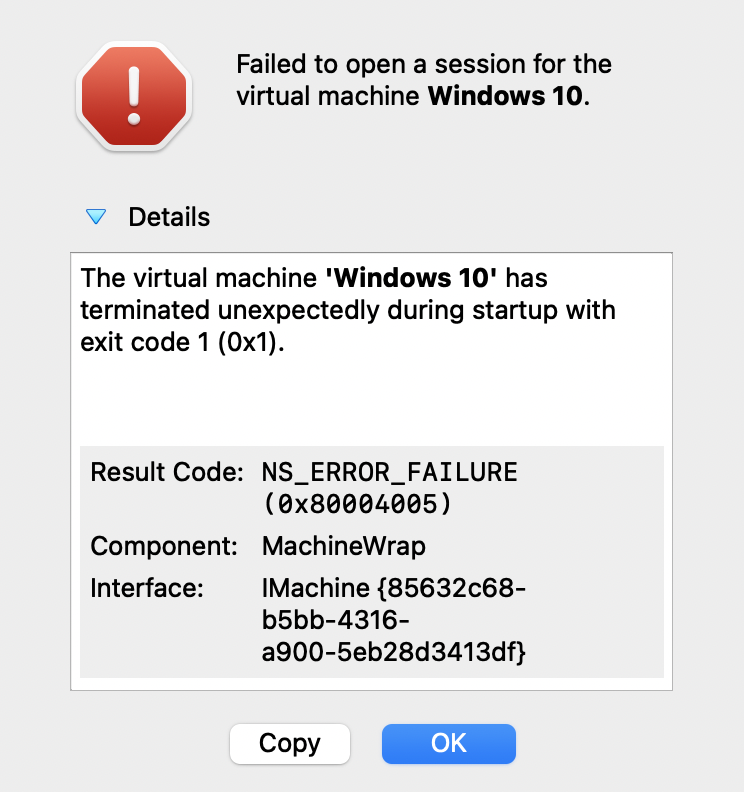 Failed to open a session for the
virtual machine Windows 10.
Details
The virtual machine 'Windows 10' has
terminated unexpectedly during startup with
exit code 1 (0x1).
Result Code: NS_ERROR_FAILURE
(0x80004005)
Component: MachineWrap
Interface: IMachine {85632c68-
b5bb-4316-
a900-5eb28d3413df}
Copy OK